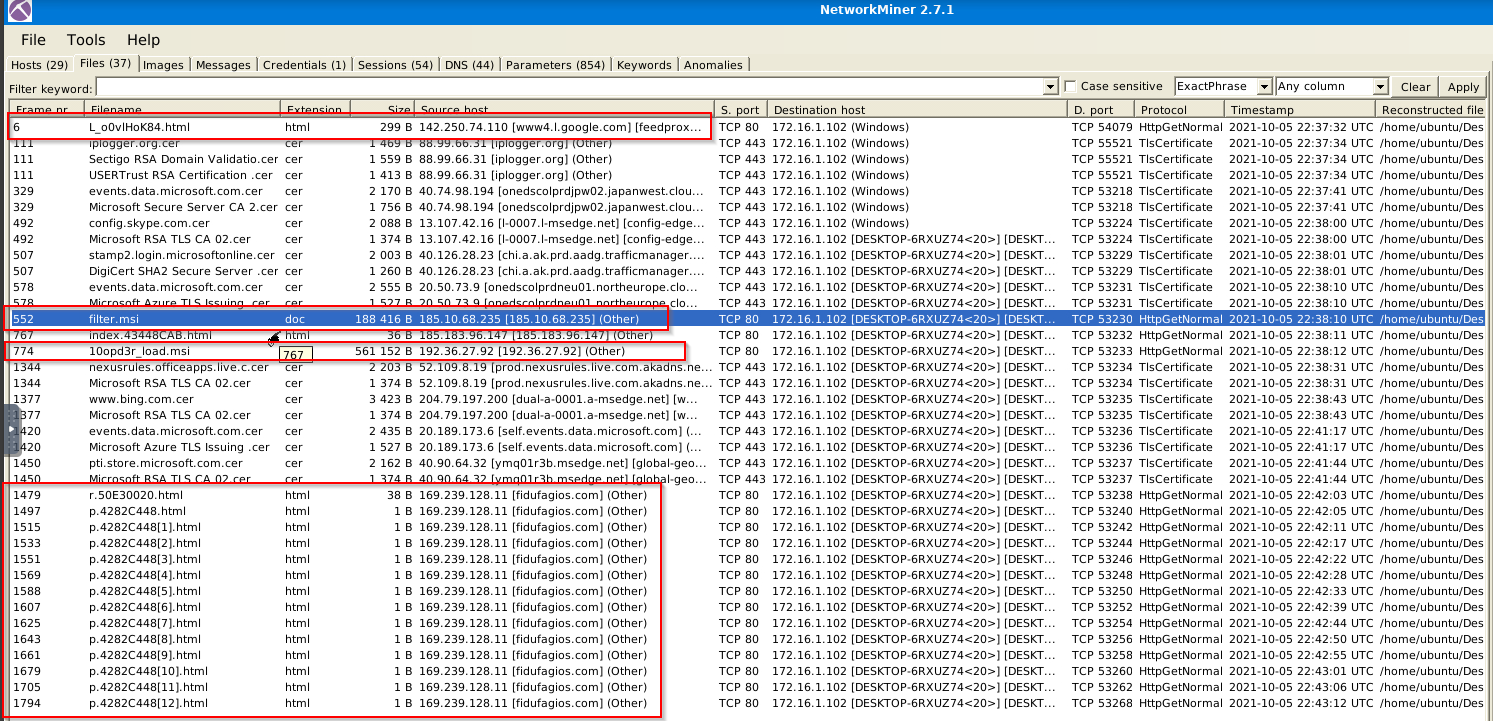 NetworkMiner 2.7.1
File Tools Help
Hosts (29) Files (37) Images Messages Credentials (1) Sessions (54) DNS (44) Parameters (854) Keywords Anomalies
Filter keyword: Case sensitive ExactPhrase Any column Clear Apply
Frame nr. Filename Extension Size Source host S. port Destination host D. port Protocol Timestamp Reconstructed file
6 L_o0vlHoK84.html html 299 B 142.250.74.110 [www4.l.google.com] [feedprox... TCP 80 172.16.1.102 (Windows) TCP 54079 HttpGetNormal 2021-10-05 22:37:32 UTC /home/ubuntu/Des
111 iplogger.org.cer cer 1 469 B 88.99.66.31 [iplogger.org] (Other) TCP 443 172.16.1.102 (Windows) TCP 55521 TlsCertificate 2021-10-05 22:37:34 UTC /home/ubuntu/Des
111 Sectigo RSA Domain Validatio.cer cer 1 559 B 88.99.66.31 [iplogger.org] (Other) TCP 443 172.16.1.102 (Windows) TCP 55521 TlsCertificate 2021-10-05 22:37:34 UTC /home/ubuntu/Des
111 USERTrust RSA Certification .cer cer 1 413 B 88.99.66.31 [iplogger.org] (Other) TCP 443 172.16.1.102 (Windows) TCP 55521 TlsCertificate 2021-10-05 22:37:34 UTC /home/ubuntu/Des
329 events.data.microsoft.com.cer cer 2 170 B 40.74.98.194 [onedscolprdjpw02.japanwest.clou... TCP 443 172.16.1.102 (Windows) TCP 53218 TlsCertificate 2021-10-05 22:37:41 UTC /home/ubuntu/Des
329 Microsoft Secure Server CA 2.cer cer 1 756 B 40.74.98.194 [onedscolprdjpw02.japanwest.clou... TCP 443 172.16.1.102 (Windows) TCP 53218 TlsCertificate 2021-10-05 22:37:41 UTC /home/ubuntu/Des
492 config.skype.com.cer cer 2 088 B 13.107.42.16 [l-0007.l-msedge.net] [config-edge... TCP 443 172.16.1.102 (Windows) TCP 53224 TlsCertificate 2021-10-05 22:38:00 UTC /home/ubuntu/Des
492 Microsoft RSA TLS CA 02.cer cer 1 374 B 13.107.42.16 [l-0007.l-msedge.net] [config-edge... TCP 443 172.16.1.102 [DESKTOP-6RXUZ74<20>] [DESKT... TCP 53224 TlsCertificate 2021-10-05 22:38:00 UTC /home/ubuntu/Des
507 stamp2.login.microsoftonline.cer cer 2 003 B 40.126.28.23 [chi.a.ak.prd.aadg.trafficmanager.... TCP 443 172.16.1.102 [DESKTOP-6RXUZ74<20>] [DESKT... TCP 53229 TlsCertificate 2021-10-05 22:38:01 UTC /home/ubuntu/Des
507 DigiCert SHA2 Secure Server .cer cer 1 260 B 40.126.28.23 [chi.a.ak.prd.aadg.trafficmanager.... TCP 443 172.16.1.102 [DESKTOP-6RXUZ74<20>] [DESKT... TCP 53229 TlsCertificate 2021-10-05 22:38:01 UTC /home/ubuntu/Des
578 events.data.microsoft.com.cer cer 2 555 B 20.50.73.9 [onedscolprdneu01.northeurope.clo... TCP 443 172.16.1.102 [DESKTOP-6RXUZ74<20>] [DESKT... TCP 53231 TlsCertificate 2021-10-05 22:38:10 UTC /home/ubuntu/Des
578 Microsoft Azure TLS Issuing .cer cer 1 527 B 20.50.73.9 [onedscolprdneu01.northeurope.clo... TCP 443 172.16.1.102 [DESKTOP-6RXUZ74<20>] [DESKT... TCP 53231 TlsCertificate 2021-10-05 22:38:10 UTC /home/ubuntu/Des
552 filter.msi doc 188 416 B 185.10.68.235 [185.10.68.235] (Other) TCP 80 172.16.1.102 [DESKTOP-6RXUZ74<20>] [DESKT... TCP 53230 HttpGetNormal 2021-10-05 22:38:10 UTC /home/ubuntu/Des
767 index.43448CAB.html html 36 B 185.183.96.147 [185.183.96.147] (Other) TCP 80 172.16.1.102 [DESKTOP-6RXUZ74<20>] [DESKT... TCP 53232 HttpGetNormal 2021-10-05 22:38:11 UTC /home/ubuntu/Des
774 10opd3r_load.msi 767 561 152 B 192.36.27.92 [192.36.27.92] (Other) TCP 80 172.16.1.102 [DESKTOP-6RXUZ74<20>] [DESKT... TCP 53233 HttpGetNormal 2021-10-05 22:38:12 UTC /home/ubuntu/Des
1344 nexusrules.officeapps.live.c.cer cer 2 203 B 52.109.8.19 [prod.nexusrules.live.com.akadns.ne... TCP 443 172.16.1.102 [DESKTOP-6RXUZ74<20>] [DESKT... TCP 53234 TlsCertificate 2021-10-05 22:38:31 UTC /home/ubuntu/Des
1344 Microsoft RSA TLS CA 02.cer cer 1 374 B 52.109.8.19 [prod.nexusrules.live.com.akadns.ne... TCP 443 172.16.1.102 [DESKTOP-6RXUZ74<20>] [DESKT... TCP 53234 TlsCertificate 2021-10-05 22:38:31 UTC /home/ubuntu/Des
1377 www.bing.com.cer cer 3 423 B 204.79.197.200 [dual-a-0001.a-msedge.net] [w... TCP 443 172.16.1.102 [DESKTOP-6RXUZ74<20>] [DESKT... TCP 53235 TlsCertificate 2021-10-05 22:38:43 UTC /home/ubuntu/Des
1377 Microsoft RSA TLS CA 02.cer cer 1 374 B 204.79.197.200 [dual-a-0001.a-msedge.net] [w... TCP 443 172.16.1.102 [DESKTOP-6RXUZ74<20>] [DESKT... TCP 53235 TlsCertificate 2021-10-05 22:38:43 UTC /home/ubuntu/Des
1420 events.data.microsoft.com.cer cer 2 435 B 20.189.173.6 [self.events.data.microsoft.com] (... TCP 443 172.16.1.102 [DESKTOP-6RXUZ74<20>] [DESKT... TCP 53236 TlsCertificate 2021-10-05 22:41:17 UTC /home/ubuntu/Des
1420 Microsoft Azure TLS Issuing .cer cer 1 527 B 20.189.173.6 [self.events.data.microsoft.com] (... TCP 443 172.16.1.102 [DESKTOP-6RXUZ74<20>] [DESKT... TCP 53236 TlsCertificate 2021-10-05 22:41:17 UTC /home/ubuntu/Des
1450 pti.store.microsoft.com.cer cer 2 162 B 40.90.64.32 [ymq01r3b.msedge.net] [global-geo... TCP 443 172.16.1.102 [DESKTOP-6RXUZ74<20>] [DESKT... TCP 53237 TlsCertificate 2021-10-05 22:41:44 UTC /home/ubuntu/Des
1450 Microsoft RSA TLS CA 02.cer cer 1 374 B 40.90.64.32 [ymq01r3b.msedge.net] [global-geo... TCP 443 172.16.1.102 [DESKTOP-6RXUZ74<20>] [DESKT... TCP 53237 TlsCertificate 2021-10-05 22:41:44 UTC /home/ubuntu/Des
1479 r.50E30020.html html 38 B 169.239.128.11 [fidufagios.com] (Other) TCP 80 172.16.1.102 [DESKTOP-6RXUZ74<20>] [DESKT... TCP 53238 HttpGetNormal 2021-10-05 22:42:03 UTC /home/ubuntu/Des
1497 p.4282C448.html html 1 B 169.239.128.11 [fidufagios.com] (Other) TCP 80 172.16.1.102 [DESKTOP-6RXUZ74<20>] [DESKT... TCP 53240 HttpGetNormal 2021-10-05 22:42:05 UTC /home/ubuntu/Des
1515 p.4282C448[1].html html 1 B 169.239.128.11 [fidufagios.com] (Other) TCP 80 172.16.1.102 [DESKTOP-6RXUZ74<20>] [DESKT... TCP 53242 HttpGetNormal 2021-10-05 22:42:11 UTC /home/ubuntu/Des
1533 p.4282C448[2].html html 1 B 169.239.128.11 [fidufagios.com] (Other) TCP 80 172.16.1.102 [DESKTOP-6RXUZ74<20>] [DESKT... TCP 53244 HttpGetNormal 2021-10-05 22:42:17 UTC /home/ubuntu/Des
1551 p.4282C448[3].html html 1 B 169.239.128.11 [fidufagios.com] (Other) TCP 80 172.16.1.102 [DESKTOP-6RXUZ74<20>] [DESKT... TCP 53246 HttpGetNormal 2021-10-05 22:42:22 UTC /home/ubuntu/Des
1569 p.4282C448[4].html html 1 B 169.239.128.11 [fidufagios.com] (Other) TCP 80 172.16.1.102 [DESKTOP-6RXUZ74<20>] [DESKT... TCP 53248 HttpGetNormal 2021-10-05 22:42:28 UTC /home/ubuntu/Des
1588 p.4282C448[5].html html 1 B 169.239.128.11 [fidufagios.com] (Other) TCP 80 172.16.1.102 [DESKTOP-6RXUZ74<20>] [DESKT... TCP 53250 HttpGetNormal 2021-10-05 22:42:33 UTC /home/ubuntu/Des
1607 p.4282C448[6].html html 1 B 169.239.128.11 [fidufagios.com] (Other) TCP 80 172.16.1.102 [DESKTOP-6RXUZ74<20>] [DESKT... TCP 53252 HttpGetNormal 2021-10-05 22:42:39 UTC /home/ubuntu/Des
1625 p.4282C448[7].html html 1 B 169.239.128.11 [fidufagios.com] (Other) TCP 80 172.16.1.102 [DESKTOP-6RXUZ74<20>] [DESKT... TCP 53254 HttpGetNormal 2021-10-05 22:42:44 UTC /home/ubuntu/Des
1643 p.4282C448[8].html html 1 B 169.239.128.11 [fidufagios.com] (Other) TCP 80 172.16.1.102 [DESKTOP-6RXUZ74<20>] [DESKT... TCP 53256 HttpGetNormal 2021-10-05 22:42:50 UTC /home/ubuntu/Des
1661 p.4282C448[9].html html 1 B 169.239.128.11 [fidufagios.com] (Other) TCP 80 172.16.1.102 [DESKTOP-6RXUZ74<20>] [DESKT... TCP 53258 HttpGetNormal 2021-10-05 22:42:55 UTC /home/ubuntu/Des
1679 p.4282C448[10].html html 1 B 169.239.128.11 [fidufagios.com] (Other) TCP 80 172.16.1.102 [DESKTOP-6RXUZ74<20>] [DESKT... TCP 53260 HttpGetNormal 2021-10-05 22:43:01 UTC /home/ubuntu/Des
1705 p.4282C448[11].html html 1 B 169.239.128.11 [fidufagios.com] (Other) TCP 80 172.16.1.102 [DESKTOP-6RXUZ74<20>] [DESKT... TCP 53262 HttpGetNormal 2021-10-05 22:43:06 UTC /home/ubuntu/Des
1794 p.4282C448[12].html html 1 B 169.239.128.11 [fidufagios.com] (Other) TCP 80 172.16.1.102 [DESKTOP-6RXUZ74<20>] [DESKT... TCP 53268 HttpGetNormal 2021-10-05 22:43:12 UTC /home/ubuntu/Des